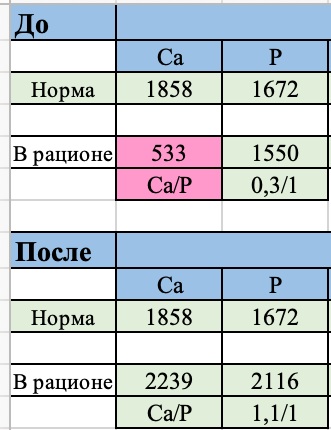 До
Ca P
Норма 1858 1672
В рационе 533 1550
Ca/P 0,3/1
После
Ca P
Норма 1858 1672
В рационе 2239 2116
Ca/P 1,1/1